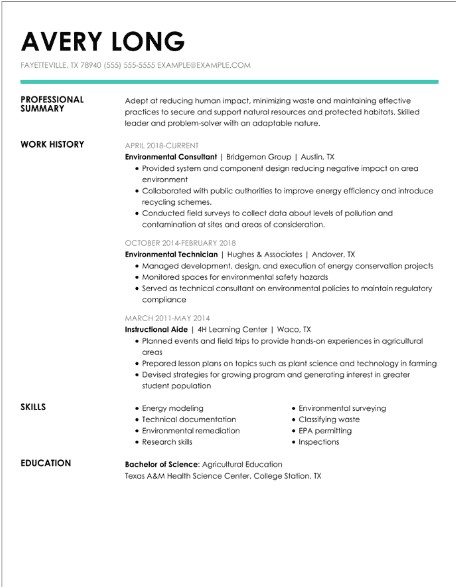 AVERY LONG
FAYETTEVILLE, TX 78940 (555) 555-5555 EXAMPLE@EXAMPLE.COM
PROFESSIONAL SUMMARY
Adept at reducing human impact, minimizing waste and maintaining effective
practices to secure and support natural resources and protected habitats. Skilled
leader and problem-solver with an adaptable nature.
WORK HISTORY
APRIL 2018-CURRENT
Environmental Consultant | Bridgemon Group | Austin, TX
• Provided system and component design reducing negative impact on area
environment
• Collaborated with public authorities to improve energy efficiency and introduce
recycling schemes.
• Conducted field surveys to collect data about levels of pollution and
contamination at sites and areas of consideration.
OCTOBER 2014-FEBRUARY 2018
Environmental Technician | Hughes & Associates | Andover, TX
• Managed development, design, and execution of energy conservation projects
• Monitored spaces for environmental safety hazards
• Served as technical consultant on environmental policies to maintain regulatory
compliance
MARCH 2011-MAY 2014
Instructional Aide | 4H Learning Center | Waco, TX
• Planned events and field trips to provide hands-on experiences in agricultural
areas
• Prepared lesson plans on topics such as plant science and technology in farming
• Devised strategies for growing program and generating interest in greater
student population
SKILLS
• Energy modeling
• Technical documentation
• Environmental remediation
• Research skills
• Environmental surveying
• Classifying waste
• EPA permitting
• Inspections
EDUCATION
Bachelor of Science: Agricultural Education
Texas A&M Health Science Center, College Station, TX